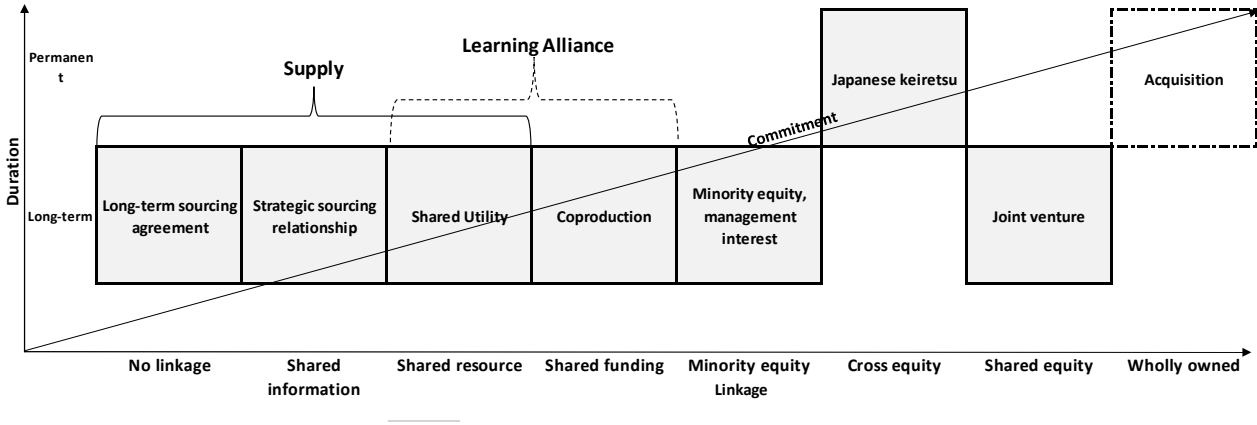 Learning Alliance
Supply
Permanen
t
Japanese keiretsu
Acquisition
Commitment
Duration
Long-term
Long-term sourcing
agreement
Strategic sourcing
relationship
Shared Utility
Coproduction
Minority equity,
management
interest
Joint venture
No linkage
Shared
information
Shared resource
Shared funding
Minority equity
Linkage
Cross equity
Shared equity
Wholly owned